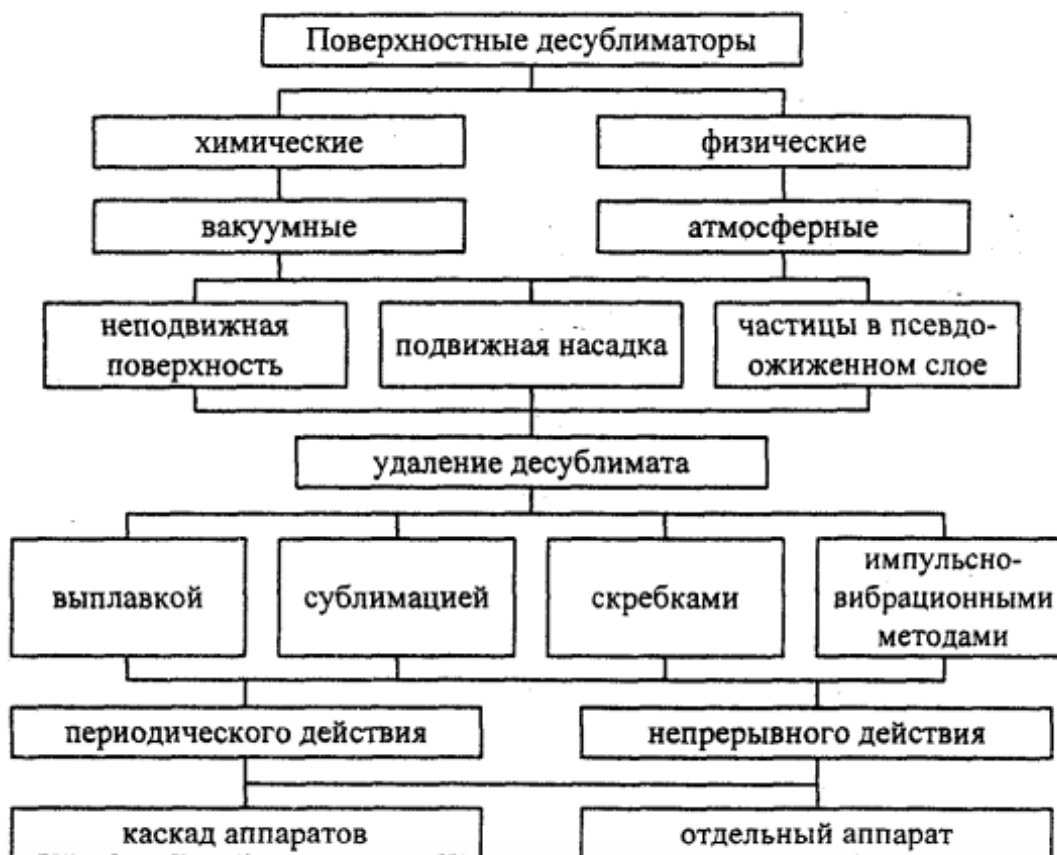 Поверхностные десублиматоры
химические
физические
вакуумные
атмосферные
неподвижная
поверхность
подвижная насадка
частицы в псевдо-
ожиженном слое
удаление десублимата
выплавкой
сублимацией
скребками
импульсно-
вибрационными
методами
периодического действия
непрерывного действия
каскад аппаратов
отдельный аппарат